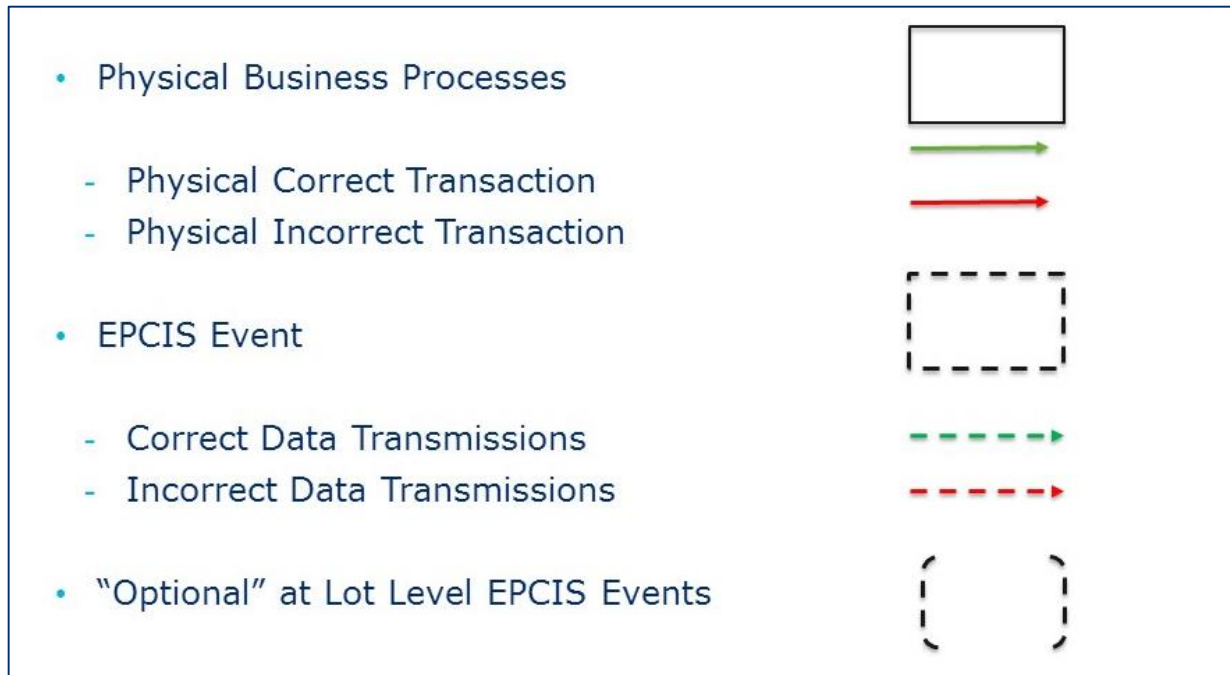 • Physical Business Processes
- Physical Correct Transaction
- Physical Incorrect Transaction
• EPCIS Event
- Correct Data Transmissions
- Incorrect Data Transmissions
• “Optional” at Lot Level EPCIS Events